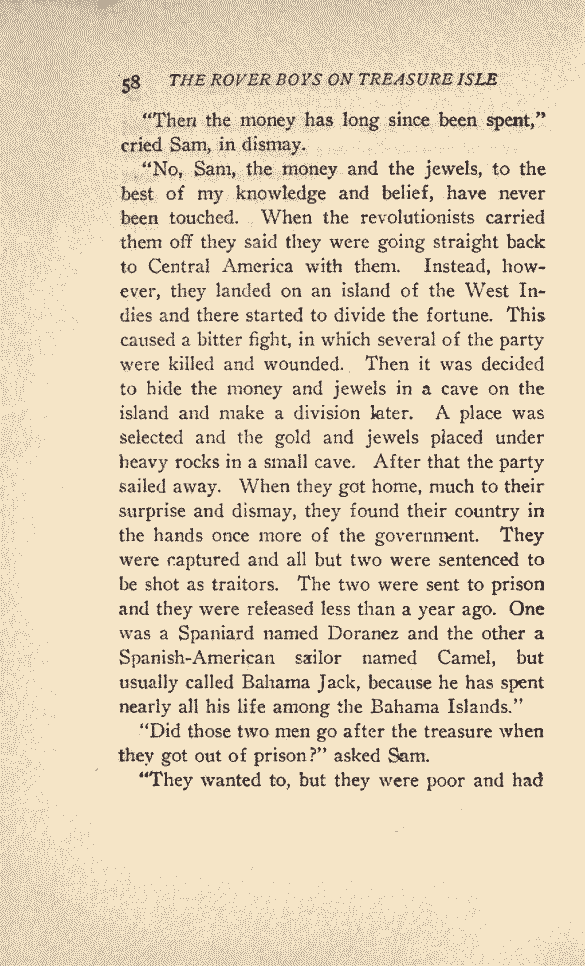 58 THE ROVER BOYS ON TREASURE ISLE
“Then the money has long since been spent,”
cried Sam, in dismay.
“No, Sam, the money and the jewels, to the
best of my knowledge and belief, have never
been touched. When the revolutionists carried
them off they said they were going straight back
to Central America with them. Instead, how-
ever, they landed on an island of the West In-
dies and there started to divide the fortune. This
caused a bitter fight, in which several of the party
were killed and wounded. Then it was decided
to hide the money and jewels in a cave on the
island and make a division later. A place was
selected and the gold and jewels placed under
heavy rocks in a small cave. After that the party
sailed away. When they got home, much to their
surprise and dismay, they found their country in
the hands once more of the government. They
were captured and all but two were sentenced to
be shot as traitors. The two were sent to prison
and they were released less than a year ago. One
was a Spaniard named Doranez and the other a
Spanish-American sailor named Camel, but
usually called Bahama Jack, because he has spent
nearly all his life among the Bahama Islands.”
“Did those two men go after the treasure when
they got out of prison?” asked Sam.
“They wanted to, but they were poor and had